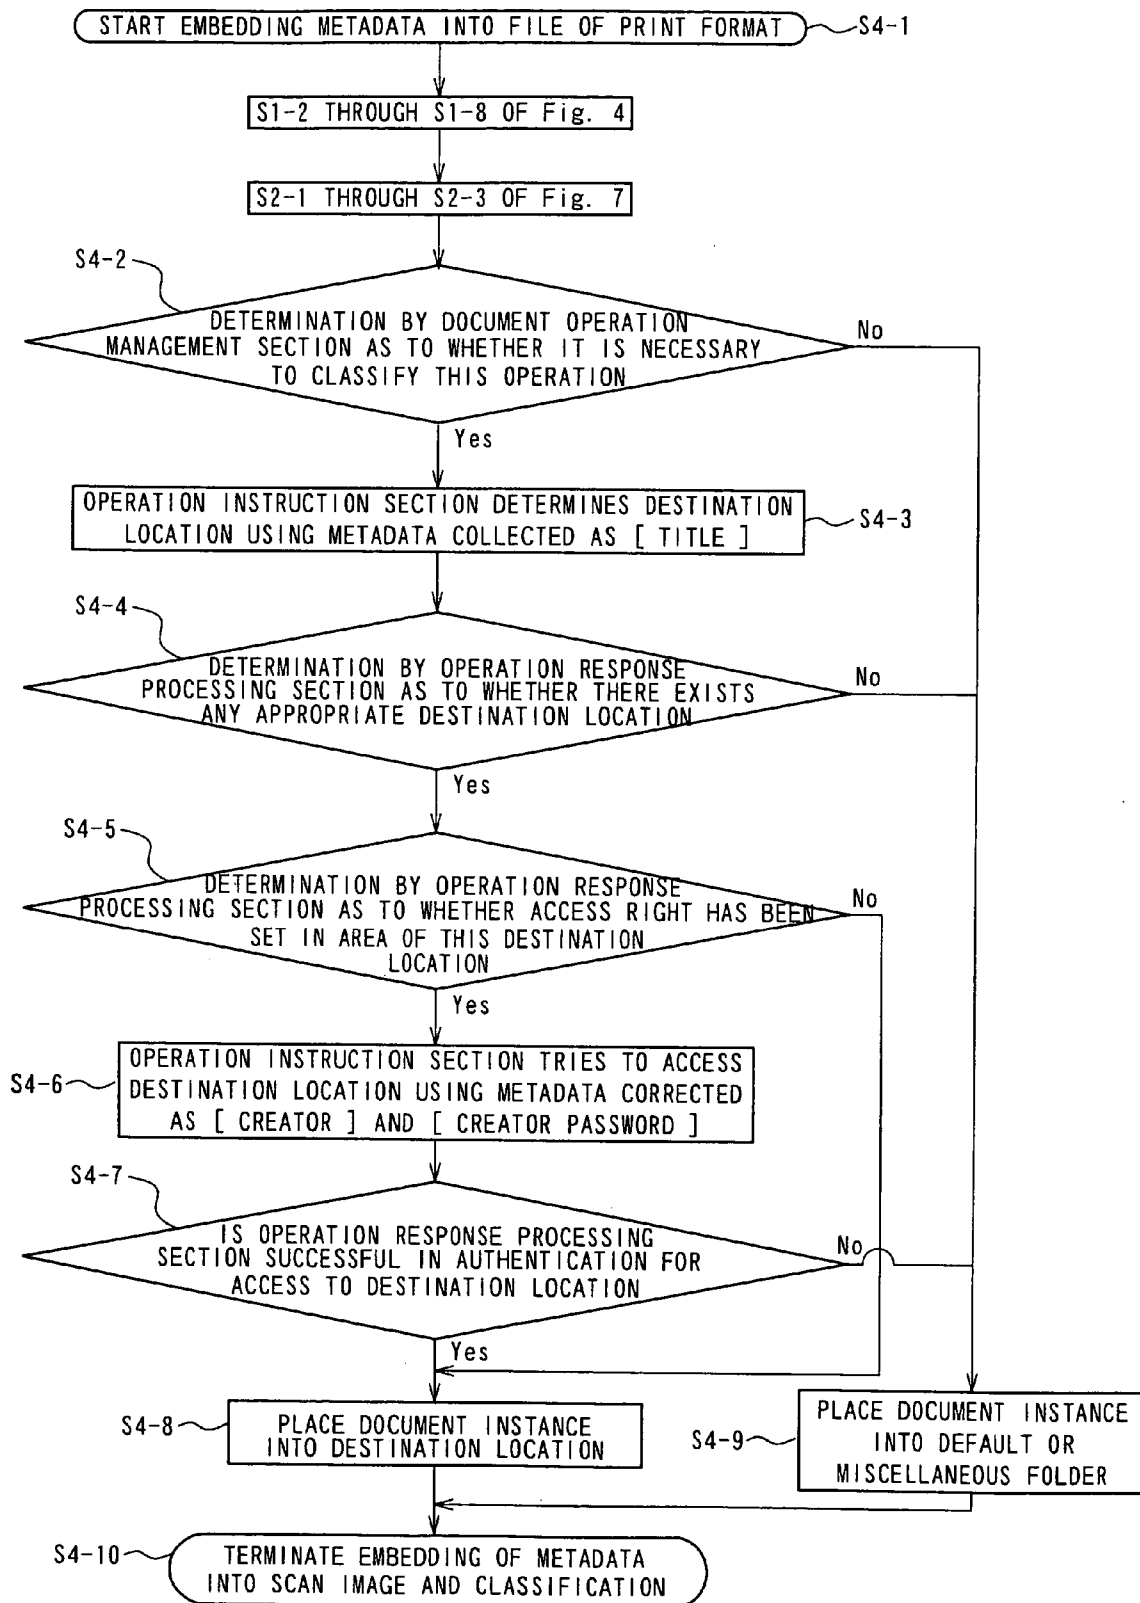 START EMBEDDING METADATA INTO FILE OF PRINT FORMAT
S4-1
S1-2 THROUGH S1-8 OF Fig. 4
S2-1 THROUGH S2-3 OF Fig. 7
S4-2
DETERMINATION BY DOCUMENT OPERATION
MANAGEMENT SECTION AS TO WHETHER IT IS NECESSARY
TO CLASSIFY THIS OPERATION
No
Yes
OPERATION INSTRUCTION SECTION DETERMINES DESTINATION
LOCATION USING METADATA COLLECTED AS [ TITLE ]
S4-3
S4-4
DETERMINATION BY OPERATION RESPONSE
PROCESSING SECTION AS TO WHETHER THERE EXISTS
ANY APPROPRIATE DESTINATION LOCATION
No
Yes
S4-5
DETERMINATION BY OPERATION RESPONSE
PROCESSING SECTION AS TO WHETHER ACCESS RIGHT HAS BEEN
SET IN AREA OF THIS DESTINATION
LOCATION
No
Yes
S4-6
OPERATION INSTRUCTION SECTION TRIES TO ACCESS
DESTINATION LOCATION USING METADATA CORRECTED
AS [ CREATOR ] AND [ CREATOR PASSWORD ]
S4-7
IS OPERATION RESPONSE PROCESSING
SECTION SUCCESSFUL IN AUTHENTICATION FOR
ACCESS TO DESTINATION LOCATION
No
Yes
S4-8
PLACE DOCUMENT INSTANCE
INTO DESTINATION LOCATION
S4-9
PLACE DOCUMENT INSTANCE
INTO DEFAULT OR
MISCELLANEOUS FOLDER
S4-10
TERMINATE EMBEDDING OF METADATA
INTO SCAN IMAGE AND CLASSIFICATION